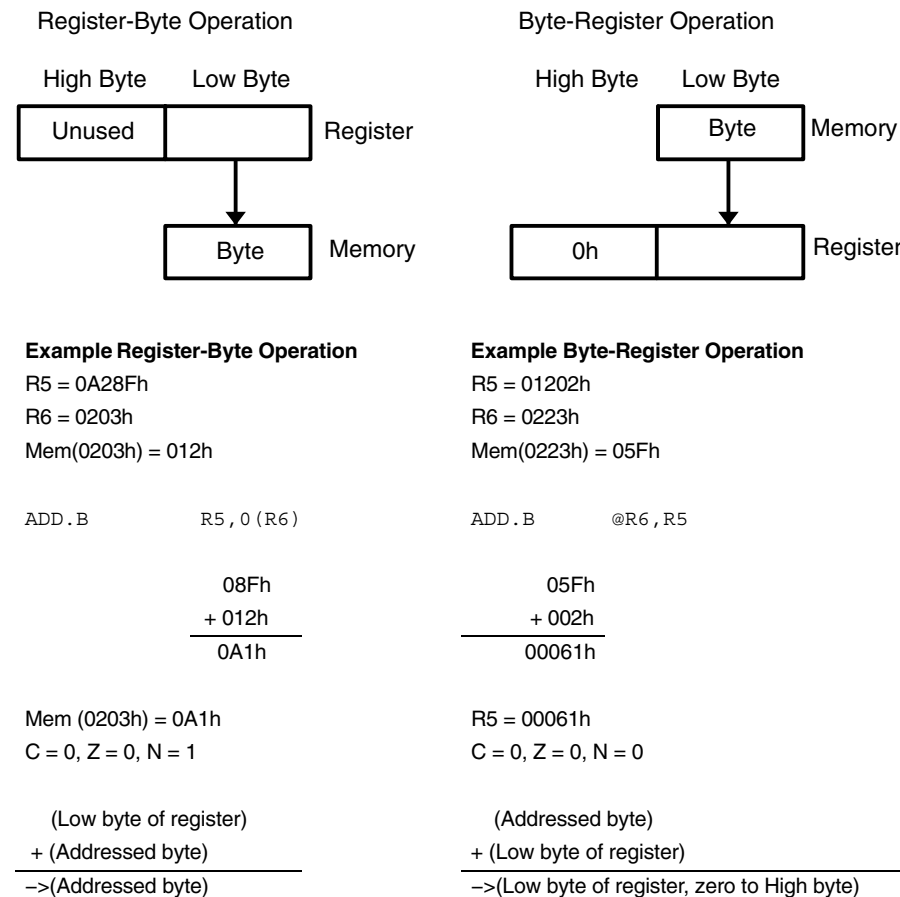 Register-Byte Operation
High Byte Low Byte
Unused
Register
Byte
Memory
Example Register-Byte Operation
R5 = 0A28Fh
R6 = 0203h
Mem(0203h) = 012h
ADD.B R5,0(R6)
08Fh
+ 012h
0A1h
Mem (0203h) = 0A1h
C = 0, Z = 0, N = 1
(Low byte of register)
+ (Addressed byte)
−>(Addressed byte)
Byte-Register Operation
High Byte Low Byte
Byte
Memory
0h
Register
Example Byte-Register Operation
R5 = 01202h
R6 = 0223h
Mem(0223h) = 05Fh
ADD.B @R6,R5
05Fh
+ 002h
00061h
R5 = 00061h
C = 0, Z = 0, N = 0
(Addressed byte)
+ (Low byte of register)
−>(Low byte of register, zero to High byte)